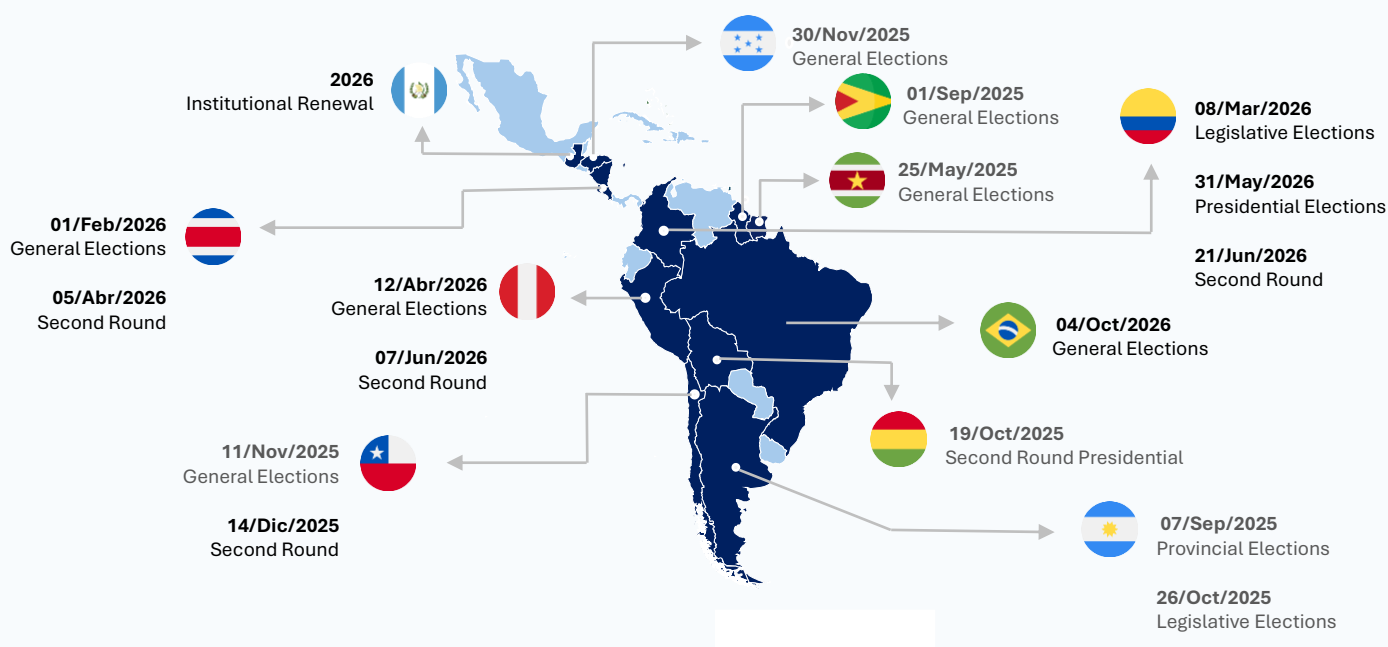 30/Nov/2025
General Elections
2026
Institutional Renewal
01/Sep/2025
General Elections
08/Mar/2026
Legislative Elections
31/May/2026
Presidential Elections
21/Jun/2026
Second Round
25/May/2025
General Elections
01/Feb/2026
General Elections
05/Abr/2026
Second Round
12/Abr/2026
General Elections
07/Jun/2026
Second Round
04/Oct/2026
General Elections
19/Oct/2025
Second Round Presidential
11/Nov/2025
General Elections
14/Dic/2025
Second Round
07/Sep/2025
Provincial Elections
26/Oct/2025
Legislative Elections